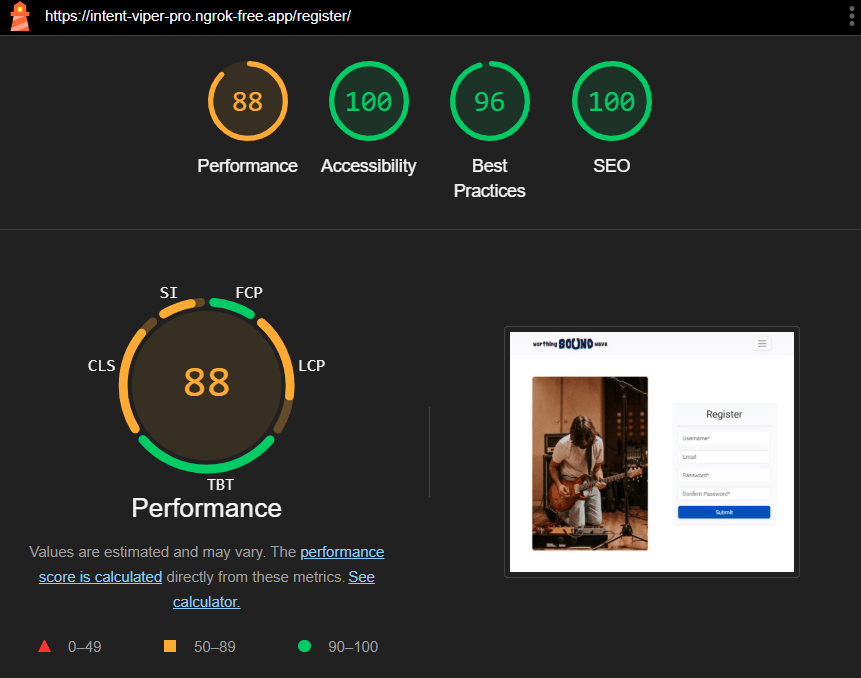 https://intent-viper-pro.ngrok-free.app/register/
88
100
96
100
Performance
Accessibility
Best
Practices
SEO
SI
FCP
CLS
LCP
88
TBT
Performance
Values are estimated and may vary. The performance
score is calculated directly from these metrics. See
calculator.
0–49
50–89
90–100
worthing SOUND wave
Register
Username*
Email
Password*
Confirm Password*
Submit